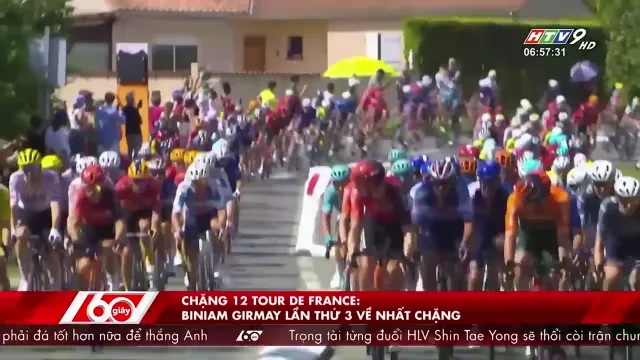 HTV9 HD
06:57:31
CHẶNG 12 TOUR DE FRANCE:
60 giây
BINIAM GIRMAY LẦN THỨ 3 VỀ NHẤT CHẶNG
phải đá tốt hơn nữa để thắng Anh 60giây Trọng tài từng đuổi HLV Shin Tae Yong sẽ thổi còi trận chu